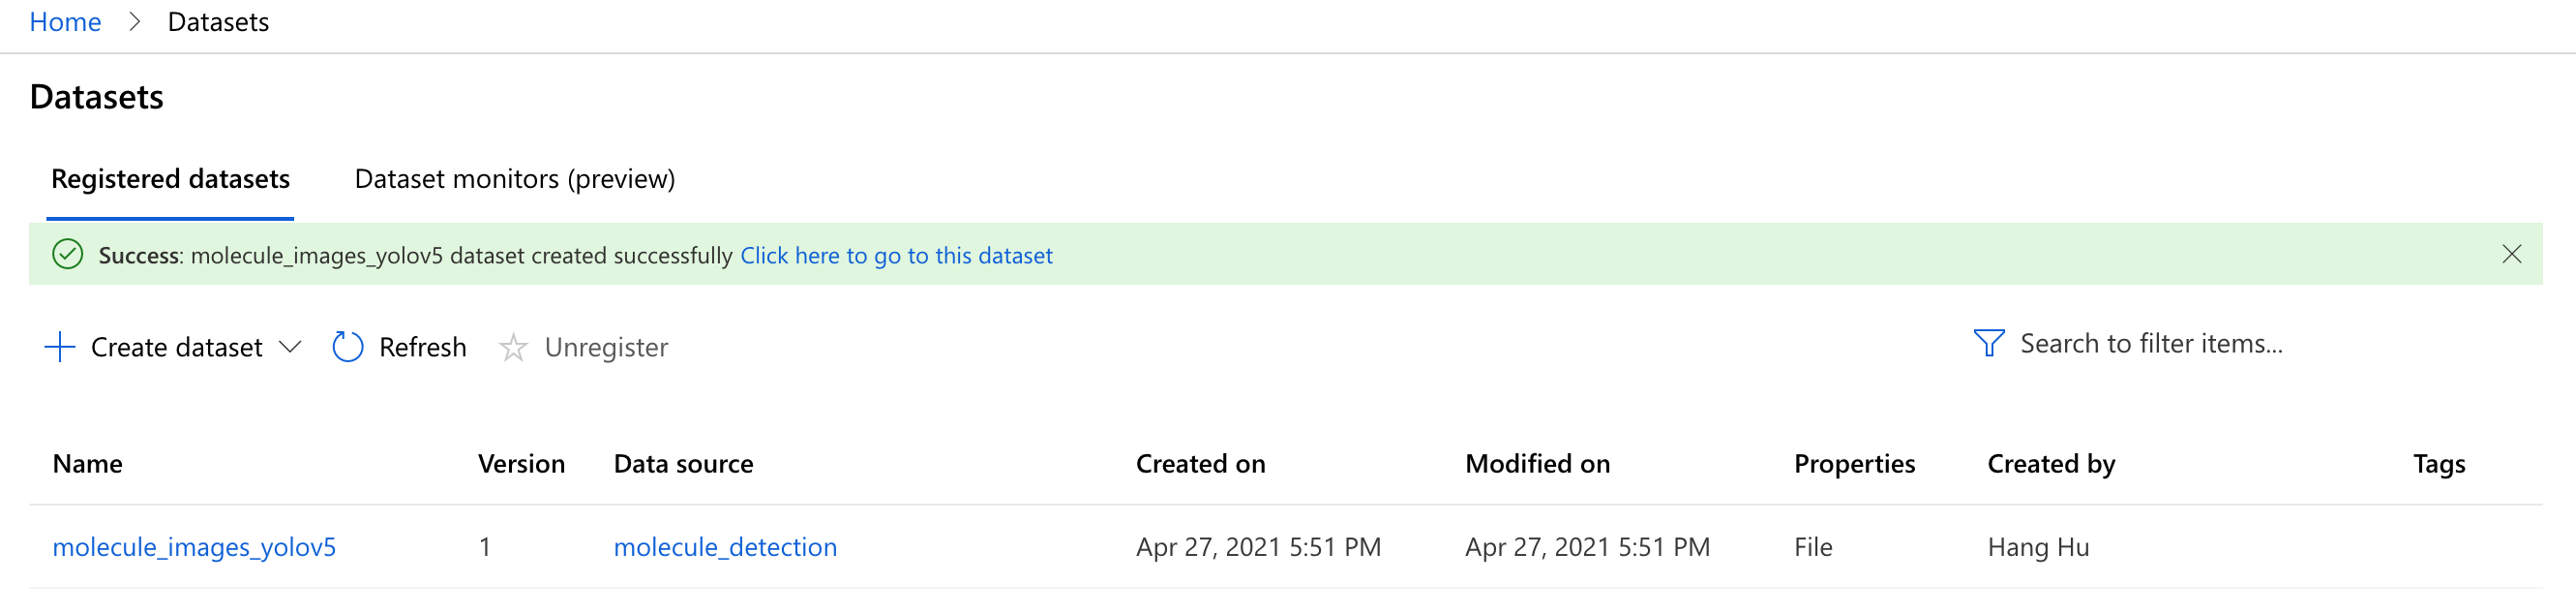 Home > Datasets
Datasets
Registered datasets Dataset monitors (preview)
Success: molecule_images_yolov5 dataset created successfully Click here to go to this dataset
Create dataset Refresh Unregister Search to filter items...
Name Version Data source Created on Modified on Properties Created by Tags
molecule_images_yolov5 1 molecule_detection Apr 27, 2021 5:51 PM Apr 27, 2021 5:51 PM File Hang Hu